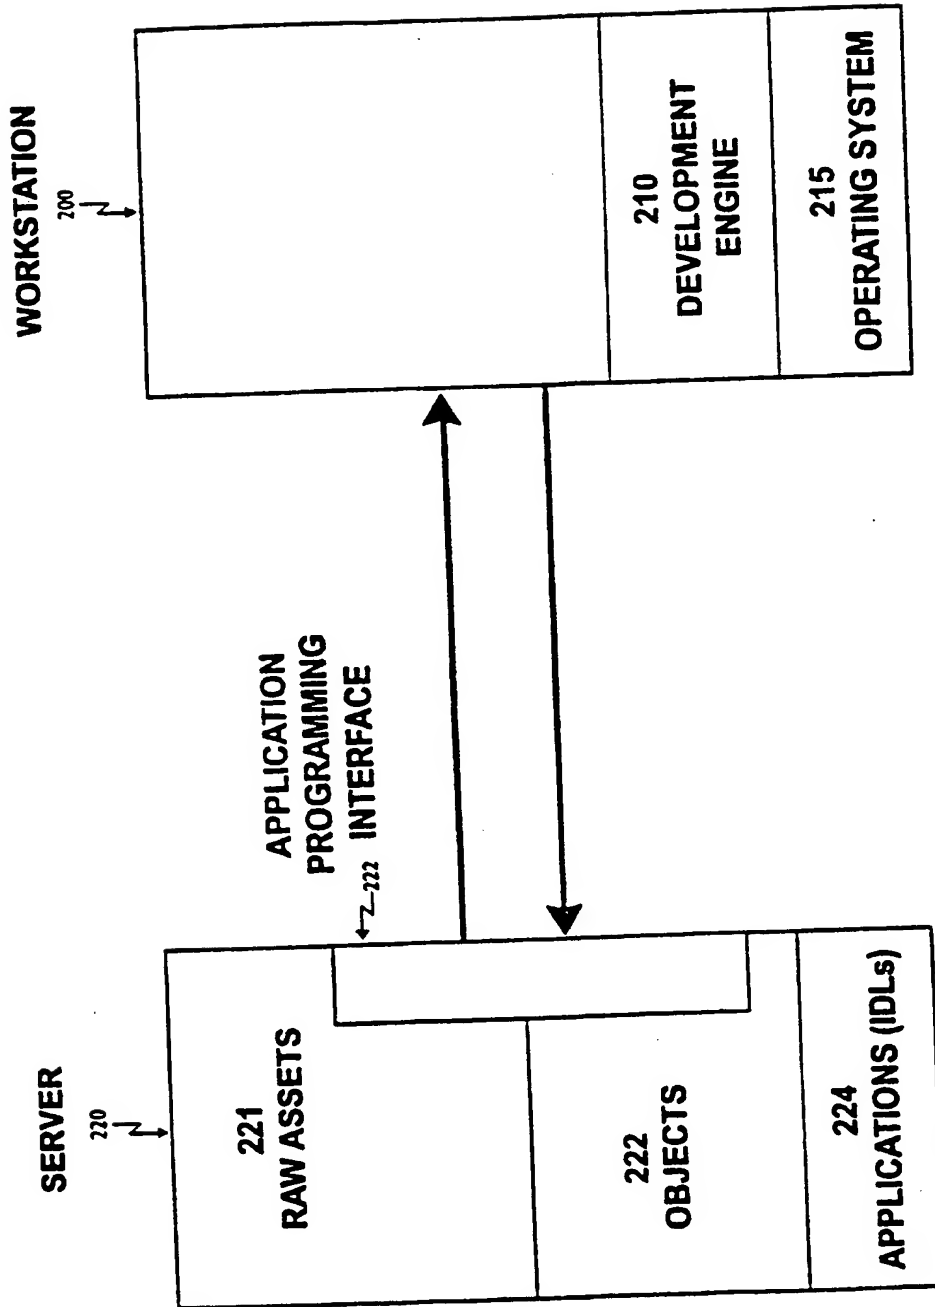 SERVER
220
221
RAW ASSETS
222
OBJECTS
224
APPLICATIONS (IDLs)
APPLICATION
PROGRAMMING
222 INTERFACE
WORKSTATION
200
210
DEVELOPMENT
ENGINE
215
OPERATING SYSTEM